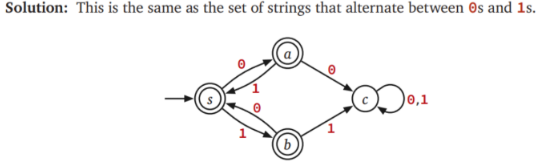 Solution: This is the same as the set of strings that alternate between 0s and 1s.
a
0
0
1
s
c
0,1
0
1
1
b